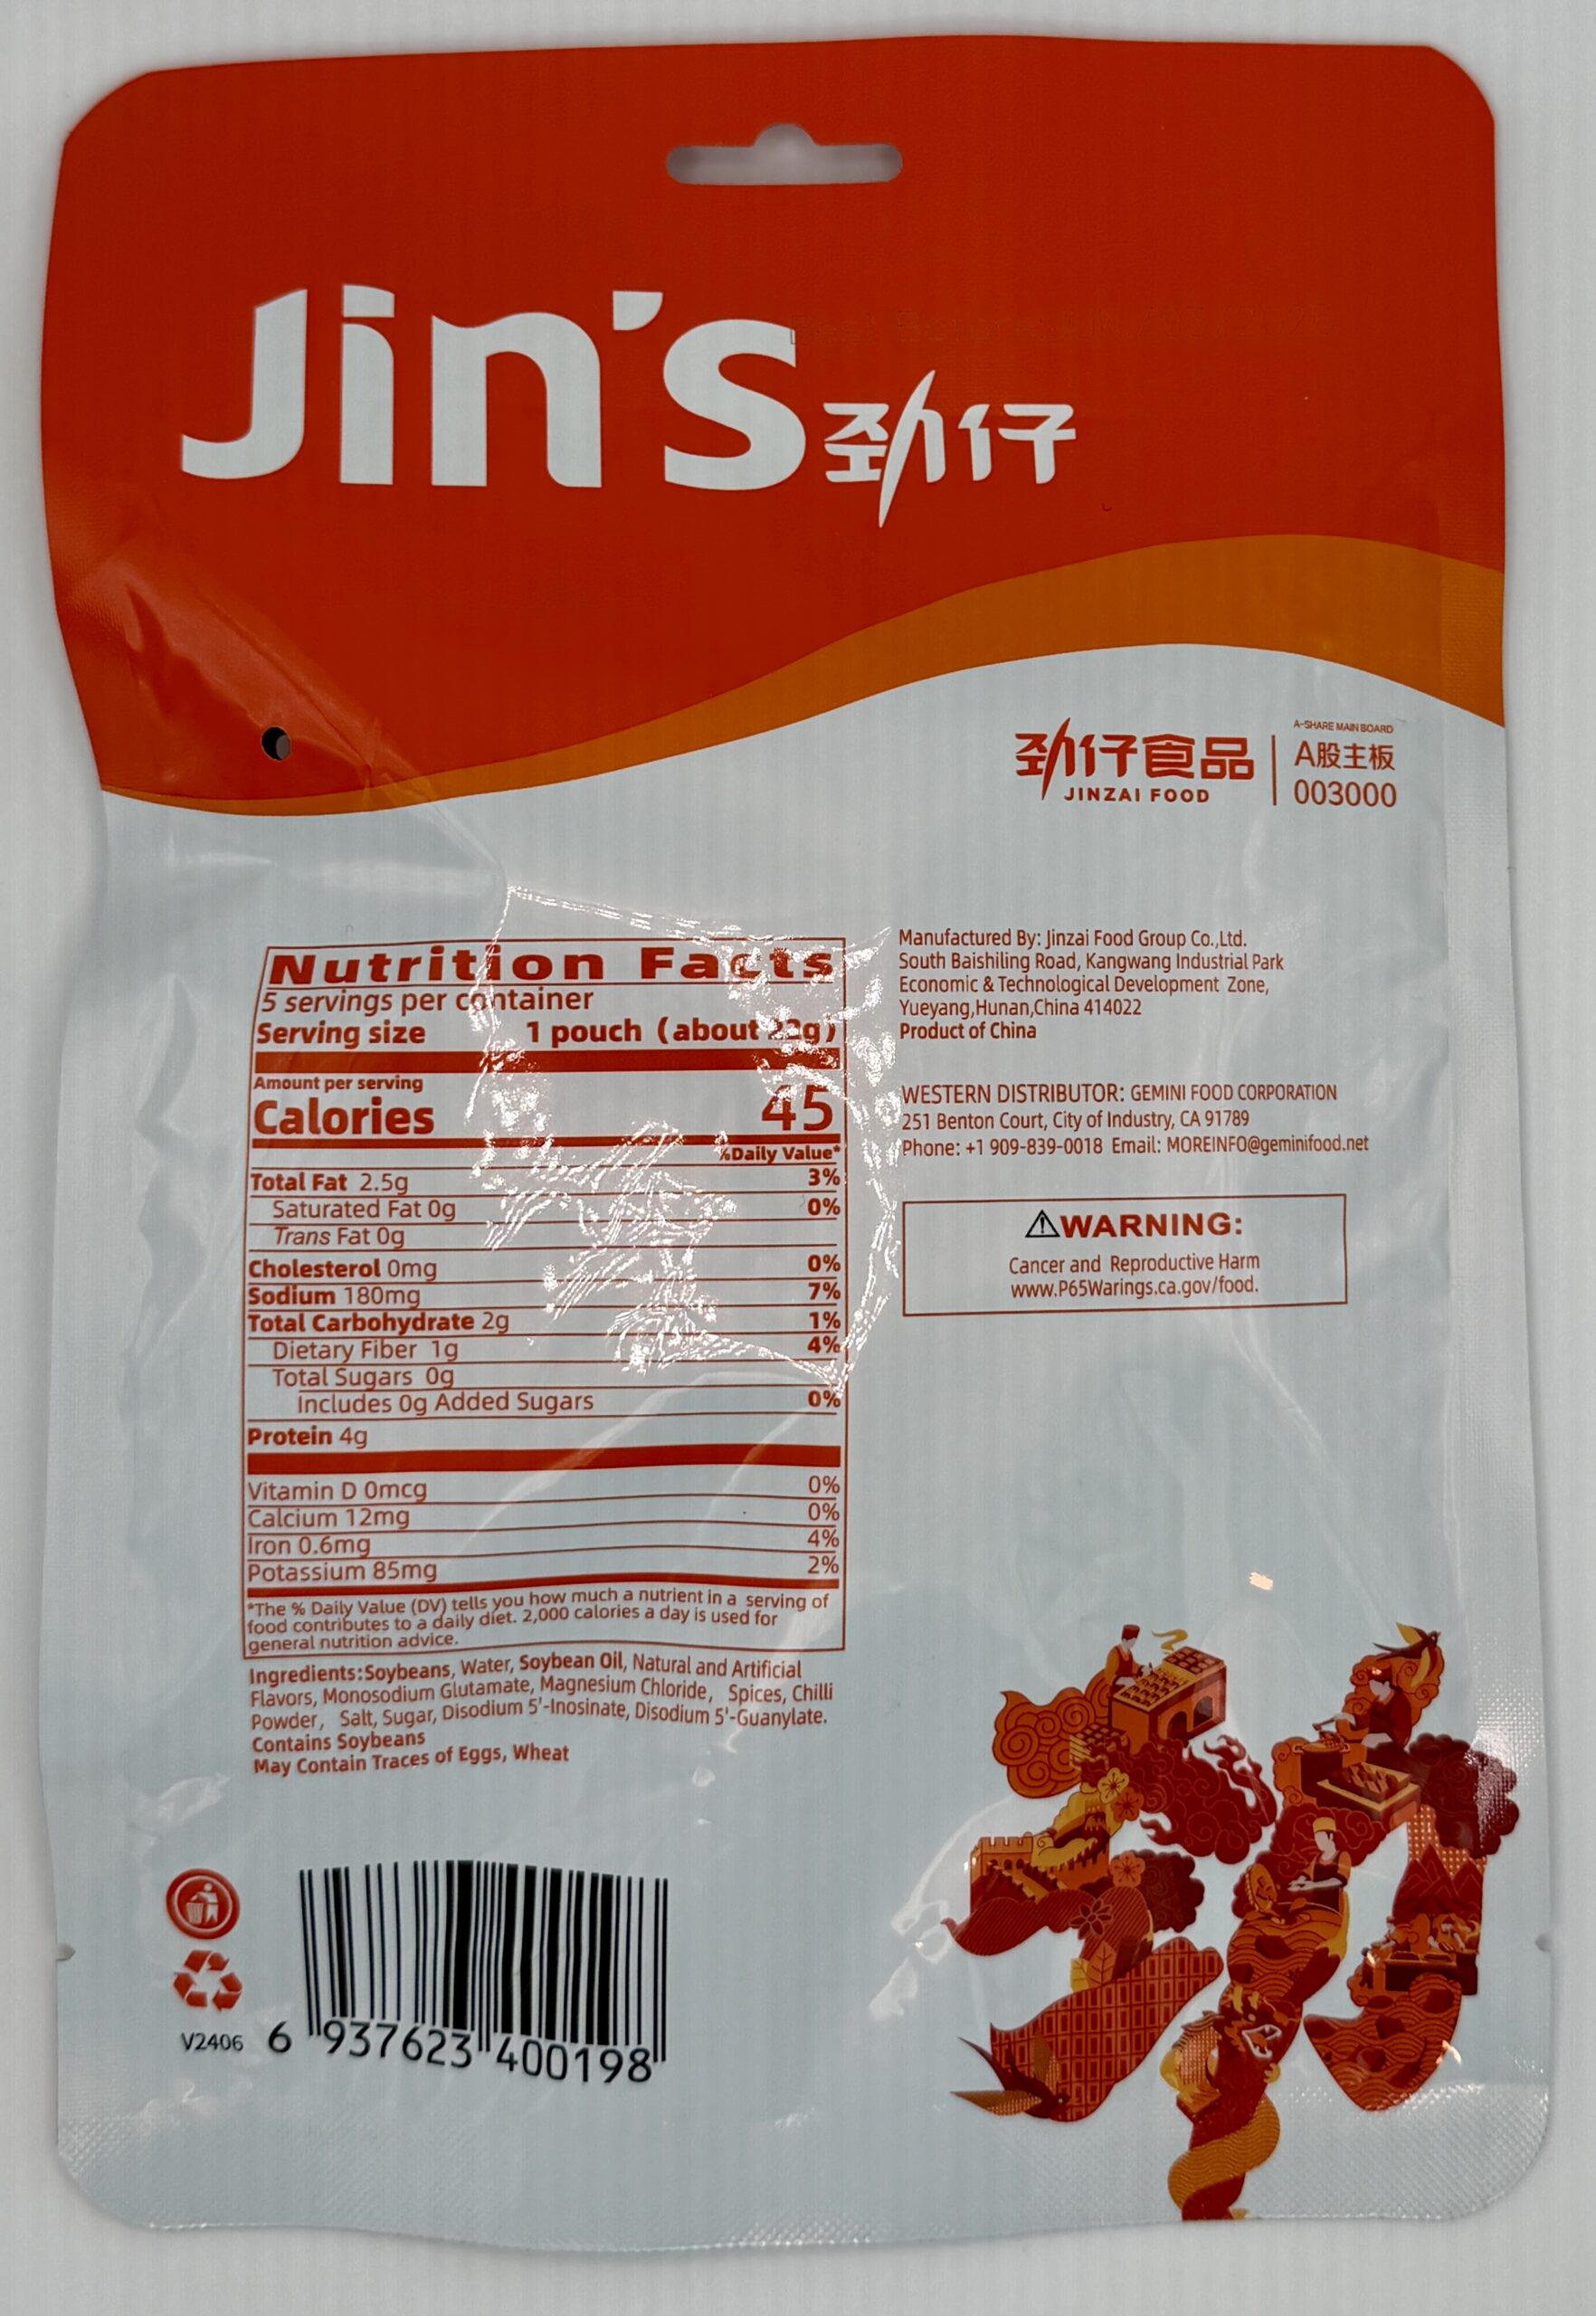 Jin's劲仔
劲仔食品
JINZAI FOOD
A-SHARE MAIN BOARD
A股主板
003000
Nutrition Facts
5 servings per container
Serving size 1 pouch (about
Amount per serving
Calories 45
%Daily Value*
Total Fat 2.5g 3%
Saturated Fat 0g 0%
Trans Fat 0g
Cholesterol 0mg 0%
Sodium 180mg 7%
Total Carbohydrate 2g 1%
Dietary Fiber 1g 4%
Total Sugars 0g
Includes 0g Added Sugars 0%
Protein 4g
Vitamin D 0mcg 0%
Calcium 12mg 0%
Iron 0.6mg 4%
Potassium 85mg 2%
*The % Daily Value (DV) tells you how much a nutrient in a serving of
food contributes to a daily diet. 2,000 calories a day is used for
general nutrition advice.
Ingredients:Soybeans, Water, Soybean Oil, Natural and Artificial
Flavors, Monosodium Glutamate, Magnesium Chloride, Spices, Chilli
Powder, Salt, Sugar, Disodium 5'-Inosinate, Disodium 5'-Guanylate.
Contains Soybeans
May Contain Traces of Eggs, Wheat
Manufactured By: Jinzai Food Group Co.,Ltd.
South Baishiling Road, Kangwang Industrial Park
Economic & Technological Development Zone,
Yueyang,Hunan,China 414022
Product of China
WESTERN DISTRIBUTOR: GEMINI FOOD CORPORATION
251 Benton Court, City of Industry, CA 91789
Phone: +1 909-839-0018 Email: MOREINFO@geminifood.net
⚠WARNING:
Cancer and Reproductive Harm
www.P65Warings.ca.gov/food.
V2406
6 937623 400198